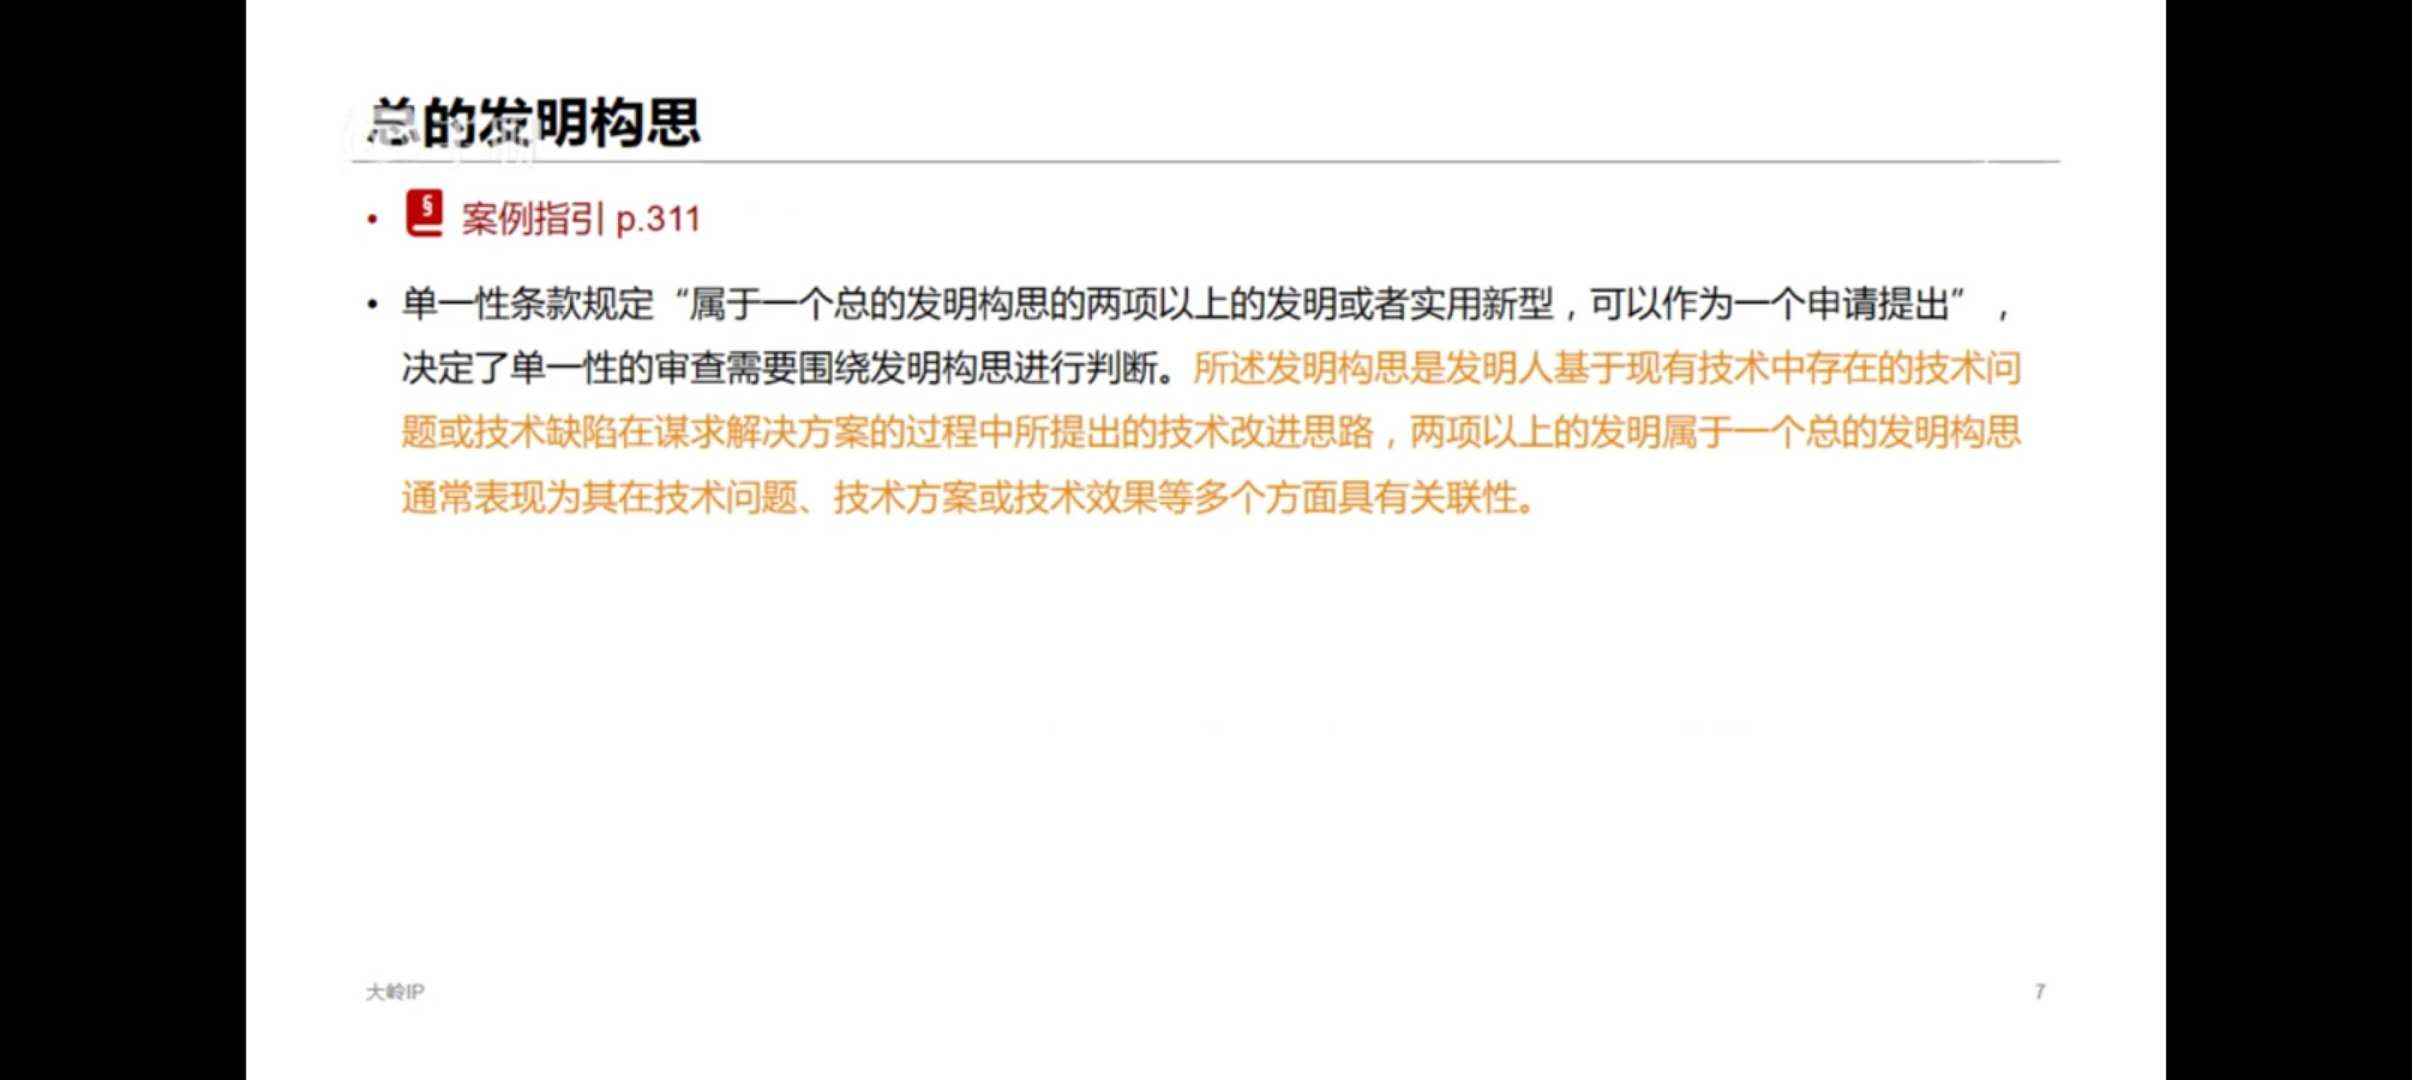 总的发明构思
• 案例指引 p.311
• 单一性条款规定“属于一个总的发明构思的两项以上的发明或者实用新型，可以作为一个申请提出”，
决定了单一性的审查需要围绕发明构思进行判断。所述发明构思是发明人基于现有技术中存在的技术问
题或技术缺陷在谋求解决方案的过程中所提出的技术改进思路，两项以上的发明属于一个总的发明构思
通常表现为其在技术问题、技术方案或技术效果等多个方面具有关联性。
大岭IP
7